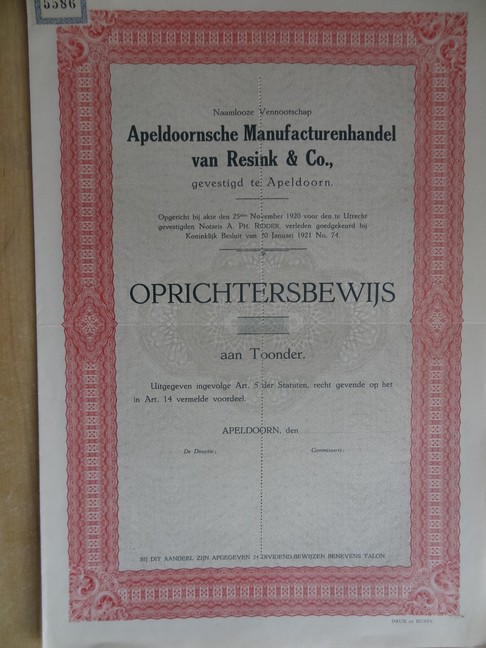 5586
Naamlooze Vennootschap
Apeldoornsche Manufacturenhandel
van Resink & Co.,
gevestigd te Apeldoorn.
Opgericht bij akte den 25sten November 1920 voor den te Utrecht
gevestigden Notaris A. PH. RIDDER, verleden goedgekeurd bij
Koninklijk Besluit van 10 Januari 1921 No. 74.
OPRICHTERSBEWIJS
aan Toonder.
Uitgegeven ingevolge Art. 5 der Statuten, recht gevende op het
in Art. 14 vermelde voordeel.
APELDOORN, den
De Directie; Commissaris;
BIJ DIT AANDEEL ZIJN AFGEGEVEN 24 DIVIDEND-BEWIJZEN BENEVENS TALON
DRUK